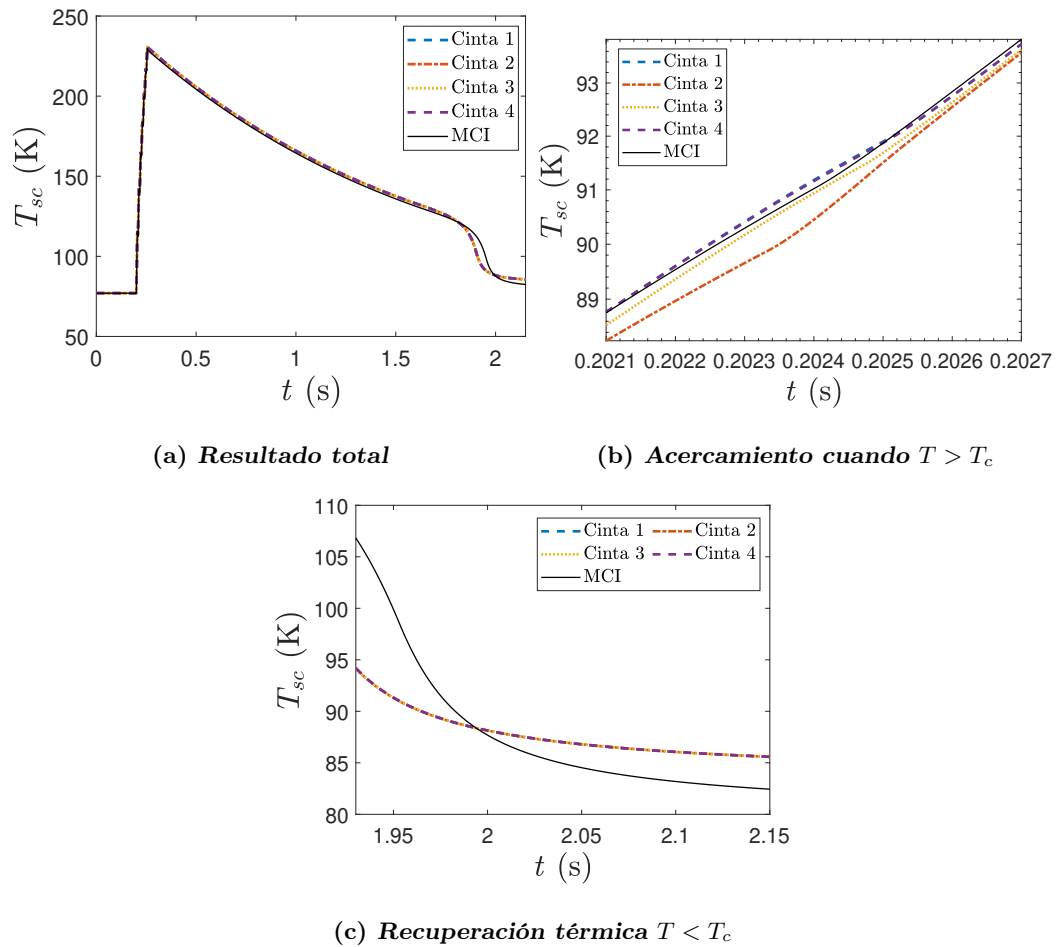 250
200
150
100
50
T_sc (K)
0 0.5 1 1.5 2
t (s)
Cinta 1
Cinta 2
Cinta 3
Cinta 4
MCI
(a) Resultado total
93
92
91
90
89
T_sc (K)
0.2021 0.2022 0.2023 0.2024 0.2025 0.2026 0.2027
t (s)
Cinta 1
Cinta 2
Cinta 3
Cinta 4
MCI
(b) Acercamiento cuando T > T_c
110
105
100
95
90
85
80
T_sc (K)
1.95 2 2.05 2.1 2.15
t (s)
Cinta 1 Cinta 2
Cinta 3 Cinta 4
MCI
(c) Recuperación térmica T < T_c